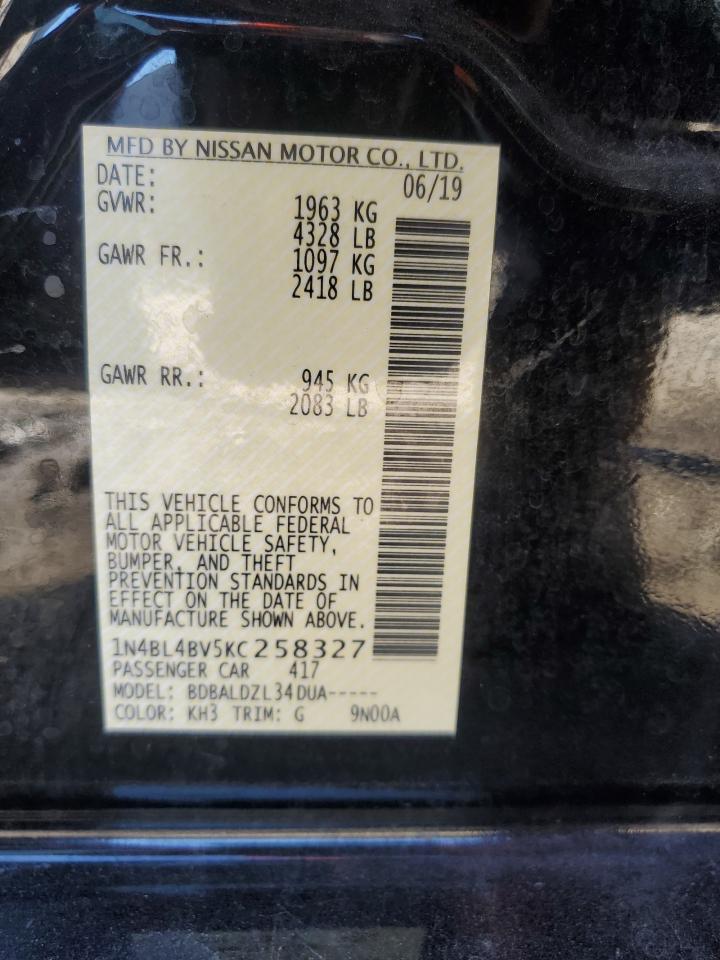 MFD BY NISSAN MOTOR CO., LTD.
DATE: 06/19
GVWR: 1963 KG
4328 LB
GAWR FR.: 1097 KG
2418 LB
GAWR RR.: 945 KG
2083 LB
THIS VEHICLE CONFORMS TO
ALL APPLICABLE FEDERAL
MOTOR VEHICLE SAFETY,
BUMPER, AND THEFT
PREVENTION STANDARDS IN
EFFECT ON THE DATE OF
MANUFACTURE SHOWN ABOVE.
1N4BL4BV5KC258327
PASSENGER CAR 417
MODEL: BDBALDZL34DUA-----
COLOR: KH3 TRIM: G 9N00A